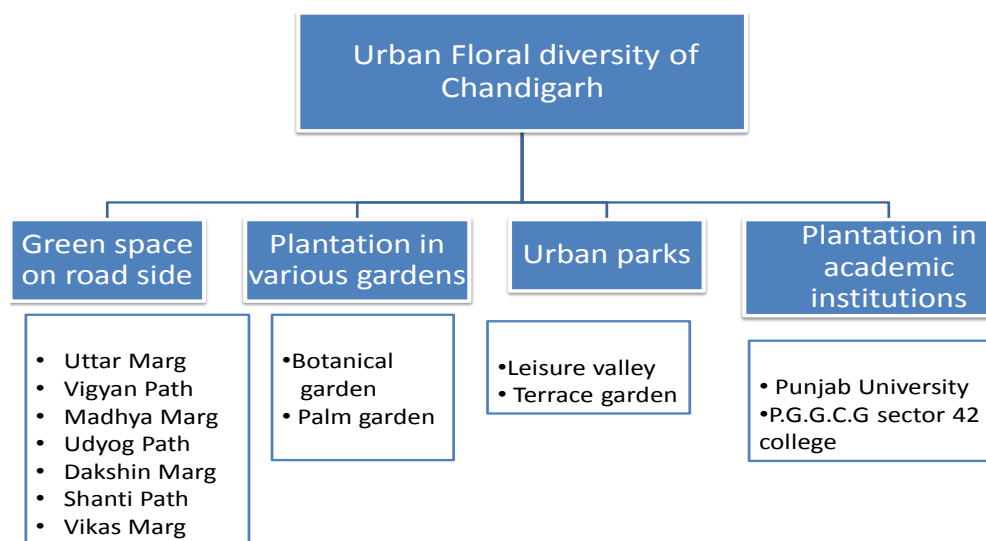 Urban Floral diversity of
Chandigarh
Green space
on road side
Plantation in
various gardens
Urban parks
Plantation in
academic
institutions
• Uttar Marg
• Vigyan Path
• Madhya Marg
• Udyog Path
• Dakshin Marg
• Shanti Path
• Vikas Marg
•Botanical
garden
• Palm garden
•Leisure valley
• Terrace garden
• Punjab University
•P.G.G.C.G sector 42
college